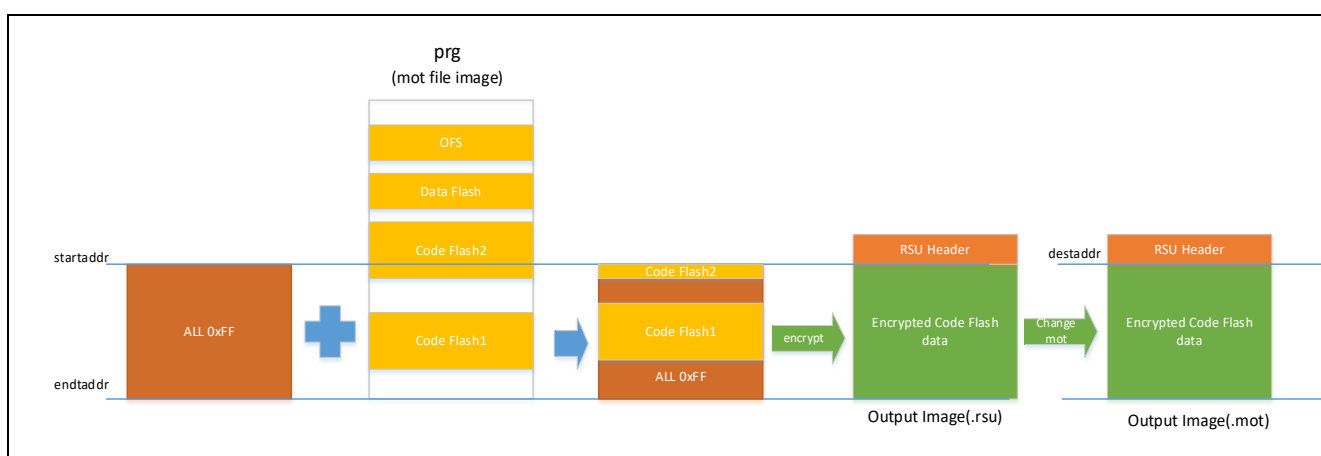 prg
(mot file image)
OFS
Data Flash
Code Flash2
Code Flash1
startaddr
ALL 0xFF
endtaddr
Code Flash2
Code Flash1
ALL 0xFF
encrypt
RSU Header
Encrypted Code Flash
data
Output Image(.rsu)
Change
mot
destaddr
RSU Header
Encrypted Code Flash
data
Output Image(.mot)